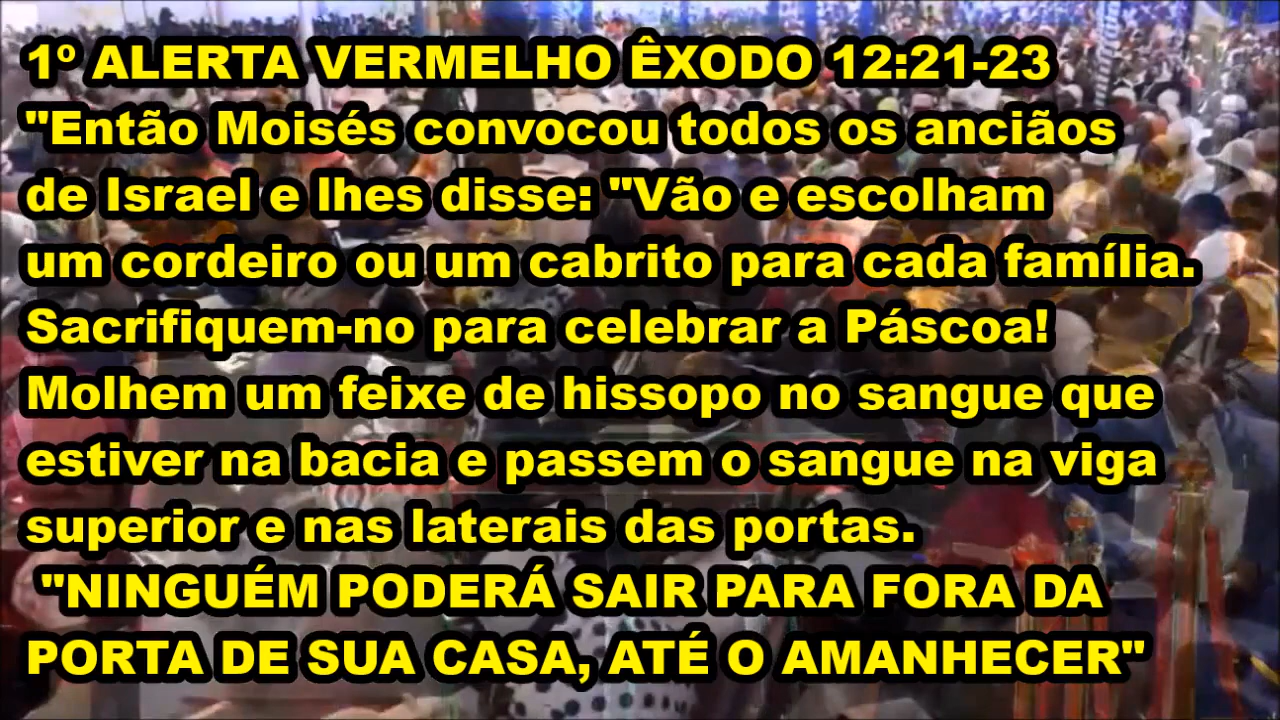 1º ALERTA VERMELHO ÊXODO 12:21-23
"Então Moisés convocou todos os anciãos
de Israel e lhes disse: "Vão e escolham
um cordeiro ou um cabrito para cada família.
Sacrifiquem-no para celebrar a Páscoa!
Molhem um feixe de hissopo no sangue que
estiver na bacia e passem o sangue na viga
superior e nas laterais das portas.
"NINGUÉM PODERÁ SAIR PARA FORA DA
PORTA DE SUA CASA, ATÉ O AMANHECER"